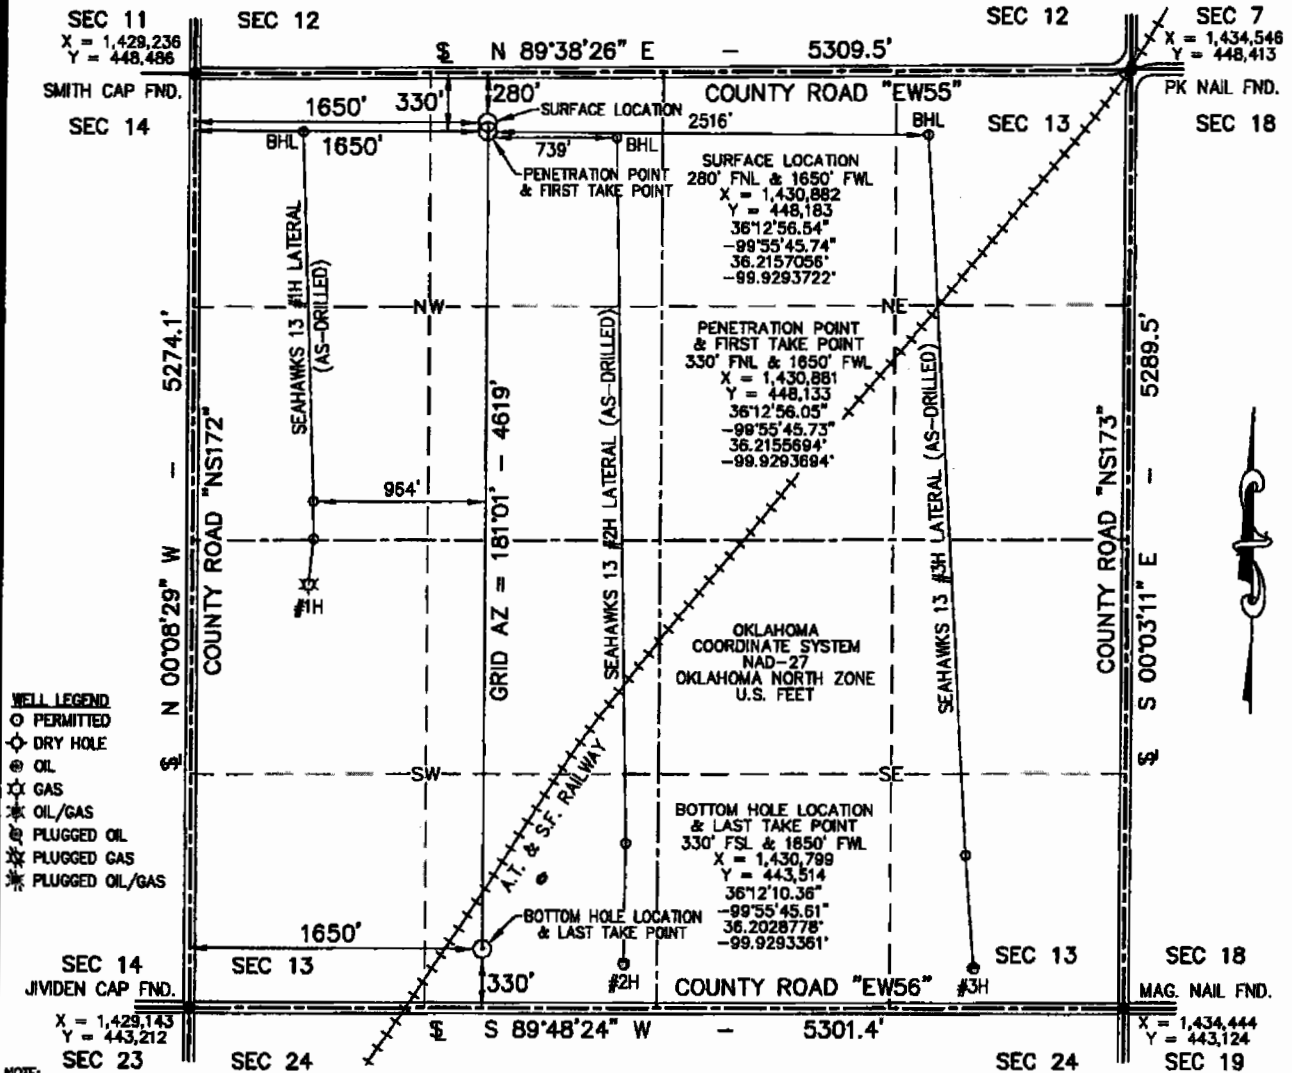 SEC 11
SEC 12
SEC 12
SEC 7
X = 1,429,236
Y = 448,486
N 89°38'26" E - 5309.5'
X = 1,434,546
Y = 448,413
SMITH CAP FND.
PK NAIL FND.
COUNTY ROAD "EW55"
SEC 14
SEC 13
SEC 18
1650'
330'
280'
SURFACE LOCATION
2516'
BHL
1650'
739'
BHL
BHL
PENETRATION POINT
& FIRST TAKE POINT
SURFACE LOCATION
280' FNL & 1650' FWL
X = 1,430,882
Y = 448,183
36°12'56.54"
-99°55'45.74"
36.2157056°
-99.9293722°
NW
NE
PENETRATION POINT
& FIRST TAKE POINT
330' FNL & 1650' FWL
X = 1,430,881
Y = 448,133
36°12'56.05"
-99°55'45.73"
36.2155694°
-99.9293694°
SEAHAWKS 13 #1H LATERAL
(AS-DRILLED)
N 00°08'29" W - 5274.1'
COUNTY ROAD "NS172"
964'
#1H
GRID AZ = 181°01' - 4619'
SEAHAWKS 13 #2H LATERAL (AS-DRILLED)
SEAHAWKS 13 #3H LATERAL (AS-DRILLED)
COUNTY ROAD "NS173"
S 00°03'11" E - 5289.5'
OKLAHOMA
COORDINATE SYSTEM
NAD-27
OKLAHOMA NORTH ZONE
U.S. FEET
WELL LEGEND
PERMITTED
DRY HOLE
OIL
GAS
OIL/GAS
PLUGGED OIL
PLUGGED GAS
PLUGGED OIL/GAS
SW
SE
A.T. & S.F. RAILWAY
BOTTOM HOLE LOCATION
& LAST TAKE POINT
330' FSL & 1650' FWL
X = 1,430,799
Y = 443,514
36°12'10.36"
-99°55'45.61"
36.2028778°
-99.9293361°
BOTTOM HOLE LOCATION
& LAST TAKE POINT
1650'
330'
SEC 14
SEC 13
#2H
#3H
SEC 13
SEC 18
JIVIDEN CAP FND.
COUNTY ROAD "EW56"
MAG. NAIL FND.
X = 1,429,143
Y = 443,212
S 89°48'24" W - 5301.4'
X = 1,434,444
Y = 443,124
SEC 23
SEC 24
SEC 24
SEC 19
NOTE: